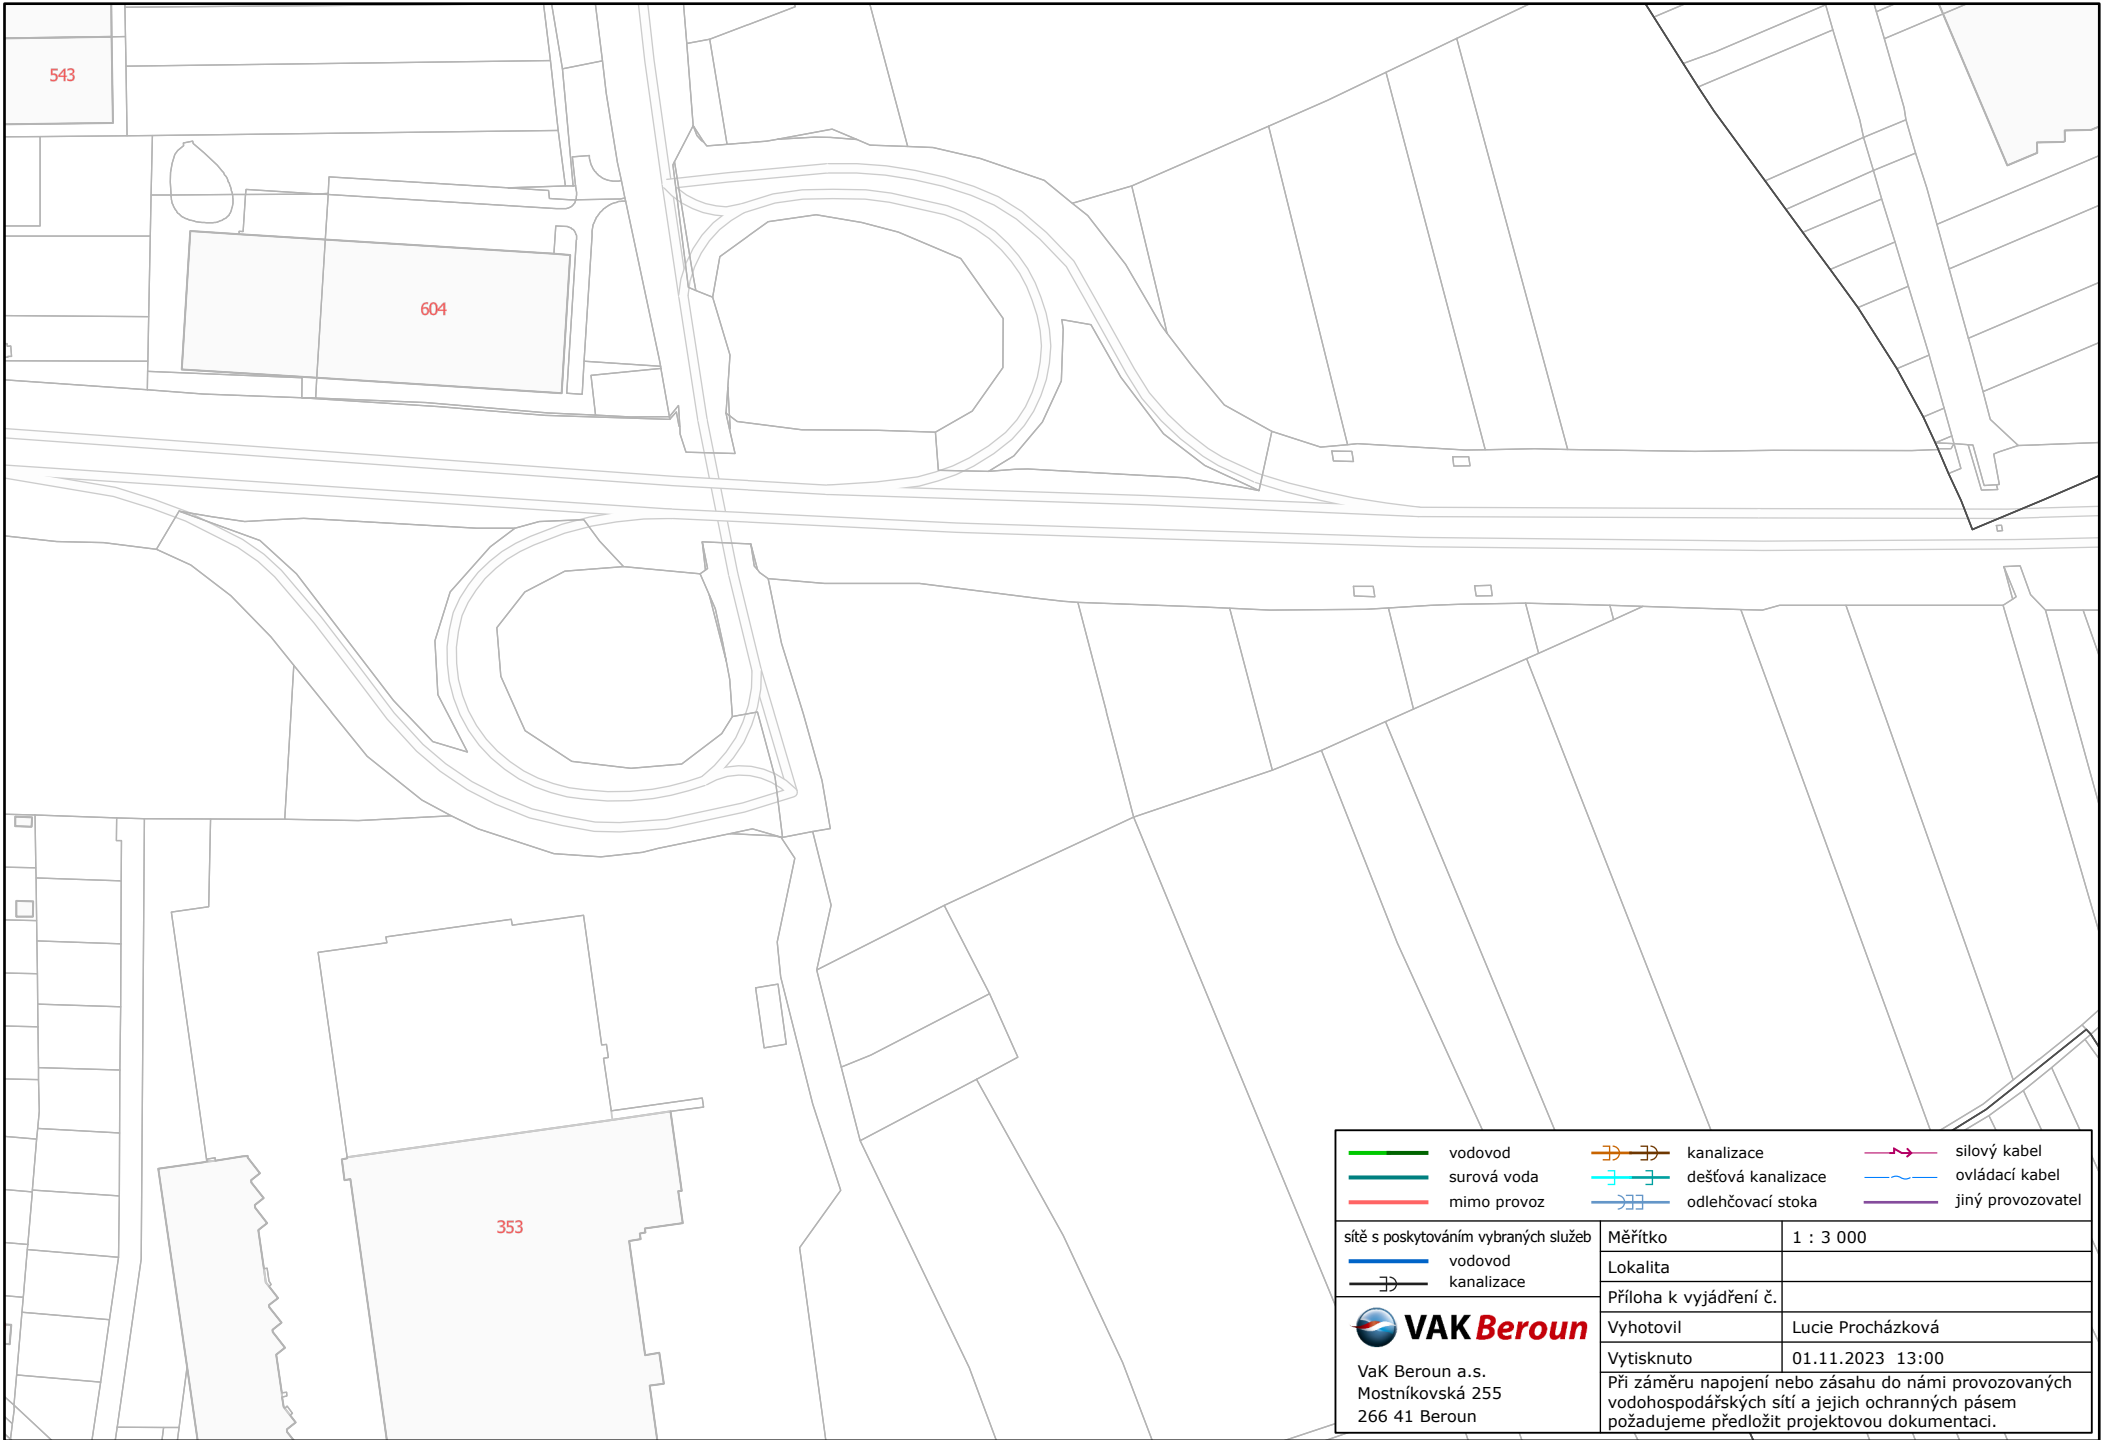 543
604
353
vodovod
surová voda
mimo provoz
kanalizace
dešťová kanalizace
odlehčovací stoka
silový kabel
ovládací kabel
jiný provozovatel
sítě s poskytováním vybraných služeb
vodovod
kanalizace
VAK Beroun
VaK Beroun a.s.
Mostníkovská 255
266 41 Beroun
Měřítko 1 : 3 000
Lokalita
Příloha k vyjádření č.
Vyhotovil Lucie Procházková
Vytisknuto 01.11.2023 13:00
Při záměru napojení nebo zásahu do námi provozovaných
vodohospodářských sítí a jejich ochranných pásem
požadujeme předložit projektovou dokumentaci.